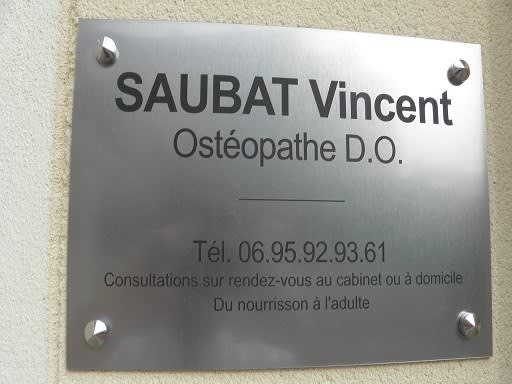 SAUBAT Vincent
Ostéopathe D.O.
Tél. 06.95.92.93.61
Consultations sur rendez-vous au cabinet ou à domicile
Du nourrisson à l'adulte